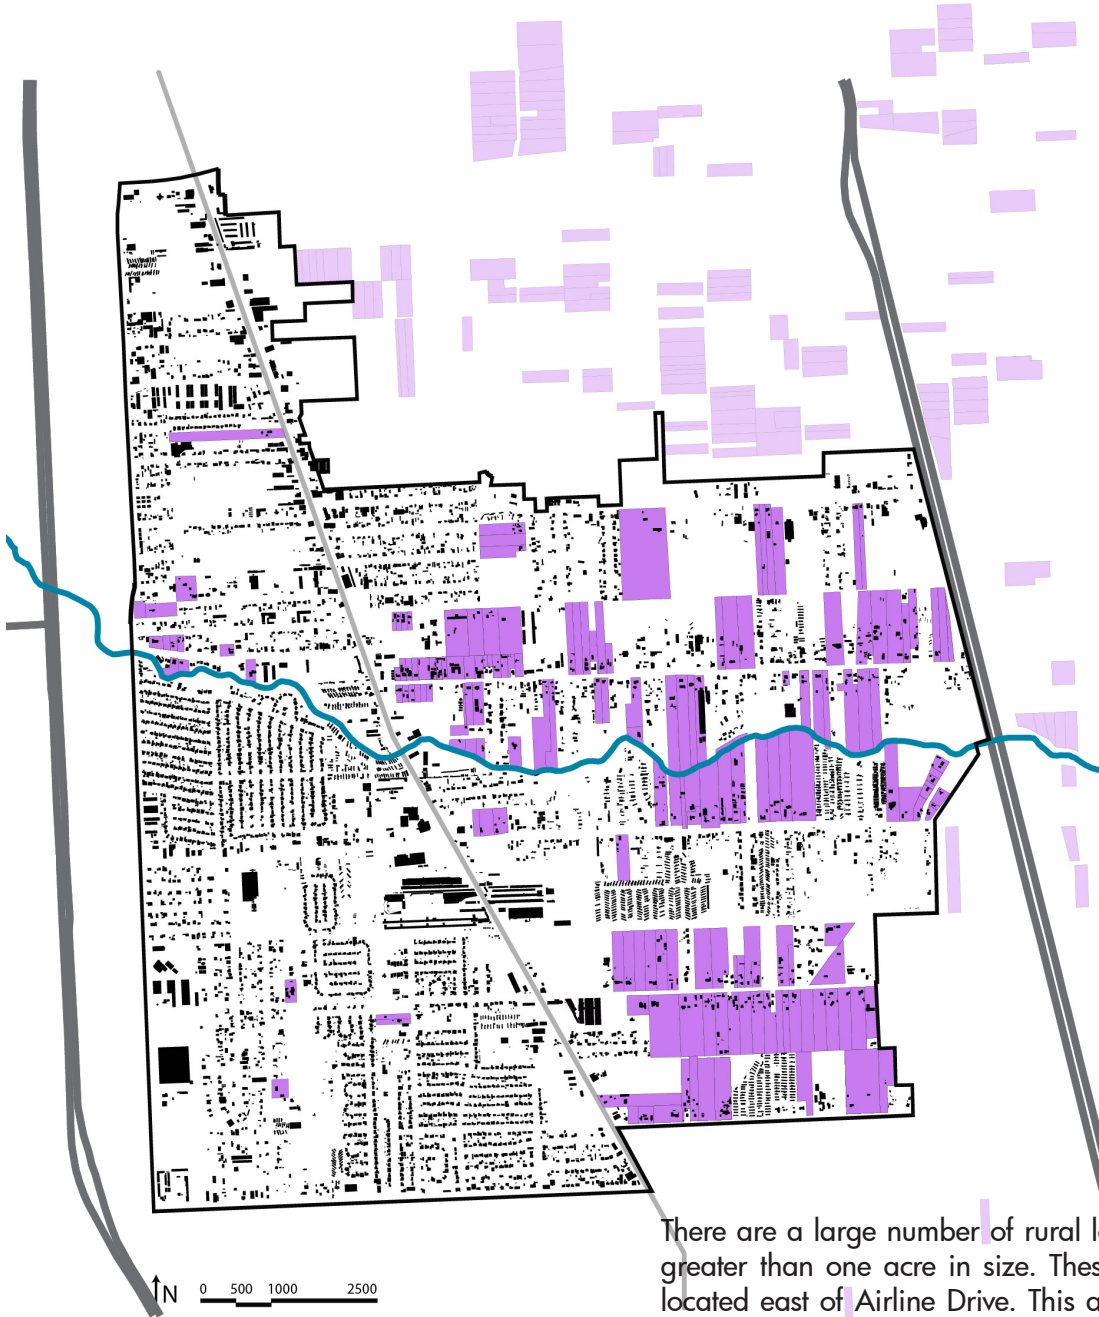 N
0 500 1000 2500
There are a large number of rural
greater than one acre in size.
located east of Airline Drive. This